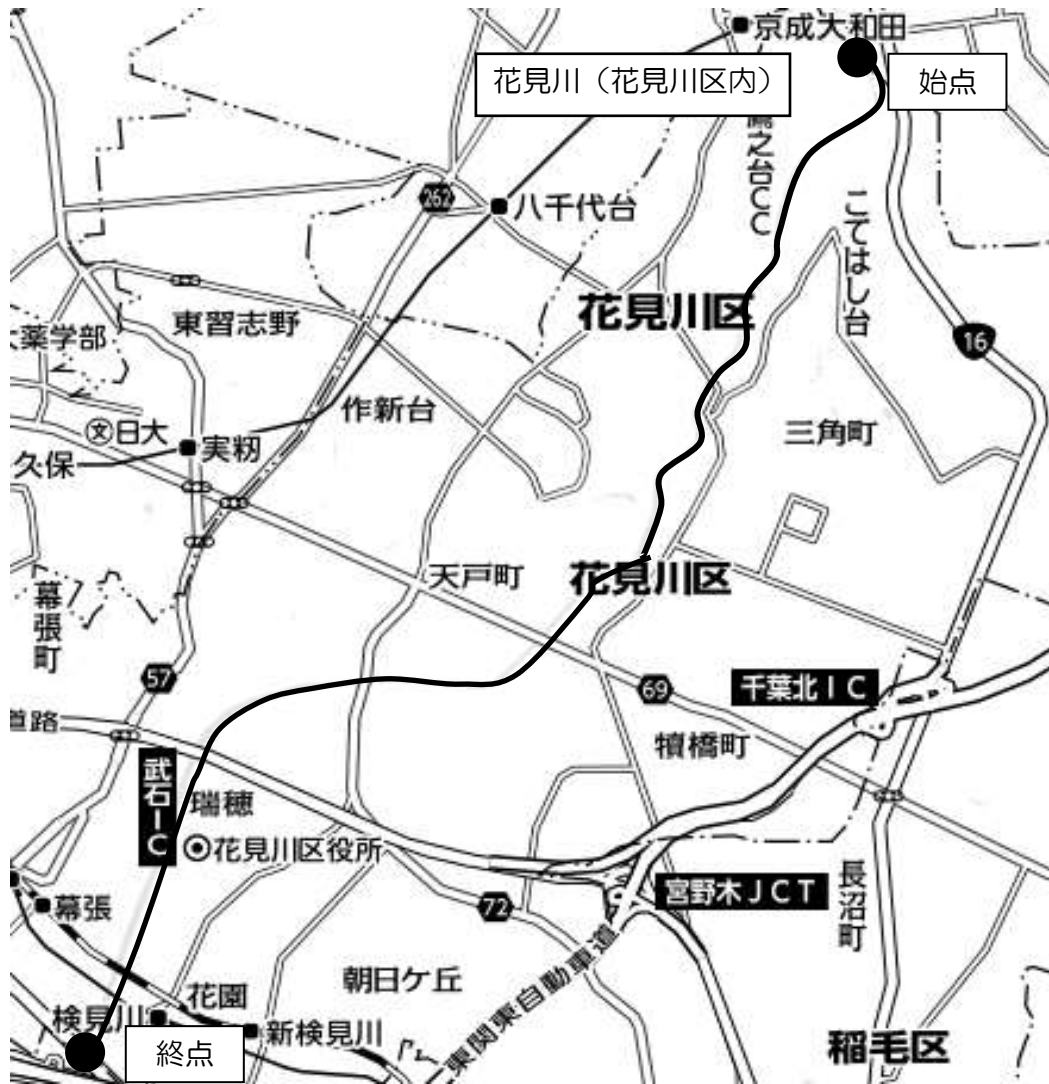 京成大和田
花見川（花見川区内）
始点
鷹之台CC
262
八千代台
こてはし台
花見川区
16
薬学部
東習志野
作新台
三角町
文
日大
実籾
久保
天戸町
花見川区
幕張町
57
69
千葉北IC
道路
犢橋町
武石IC
瑞穂
花見川区役所
宮野木JCT
長沼町
幕張
72
朝日ケ丘
花園
検見川
新検見川
東関東自動車道
終点
稲毛区